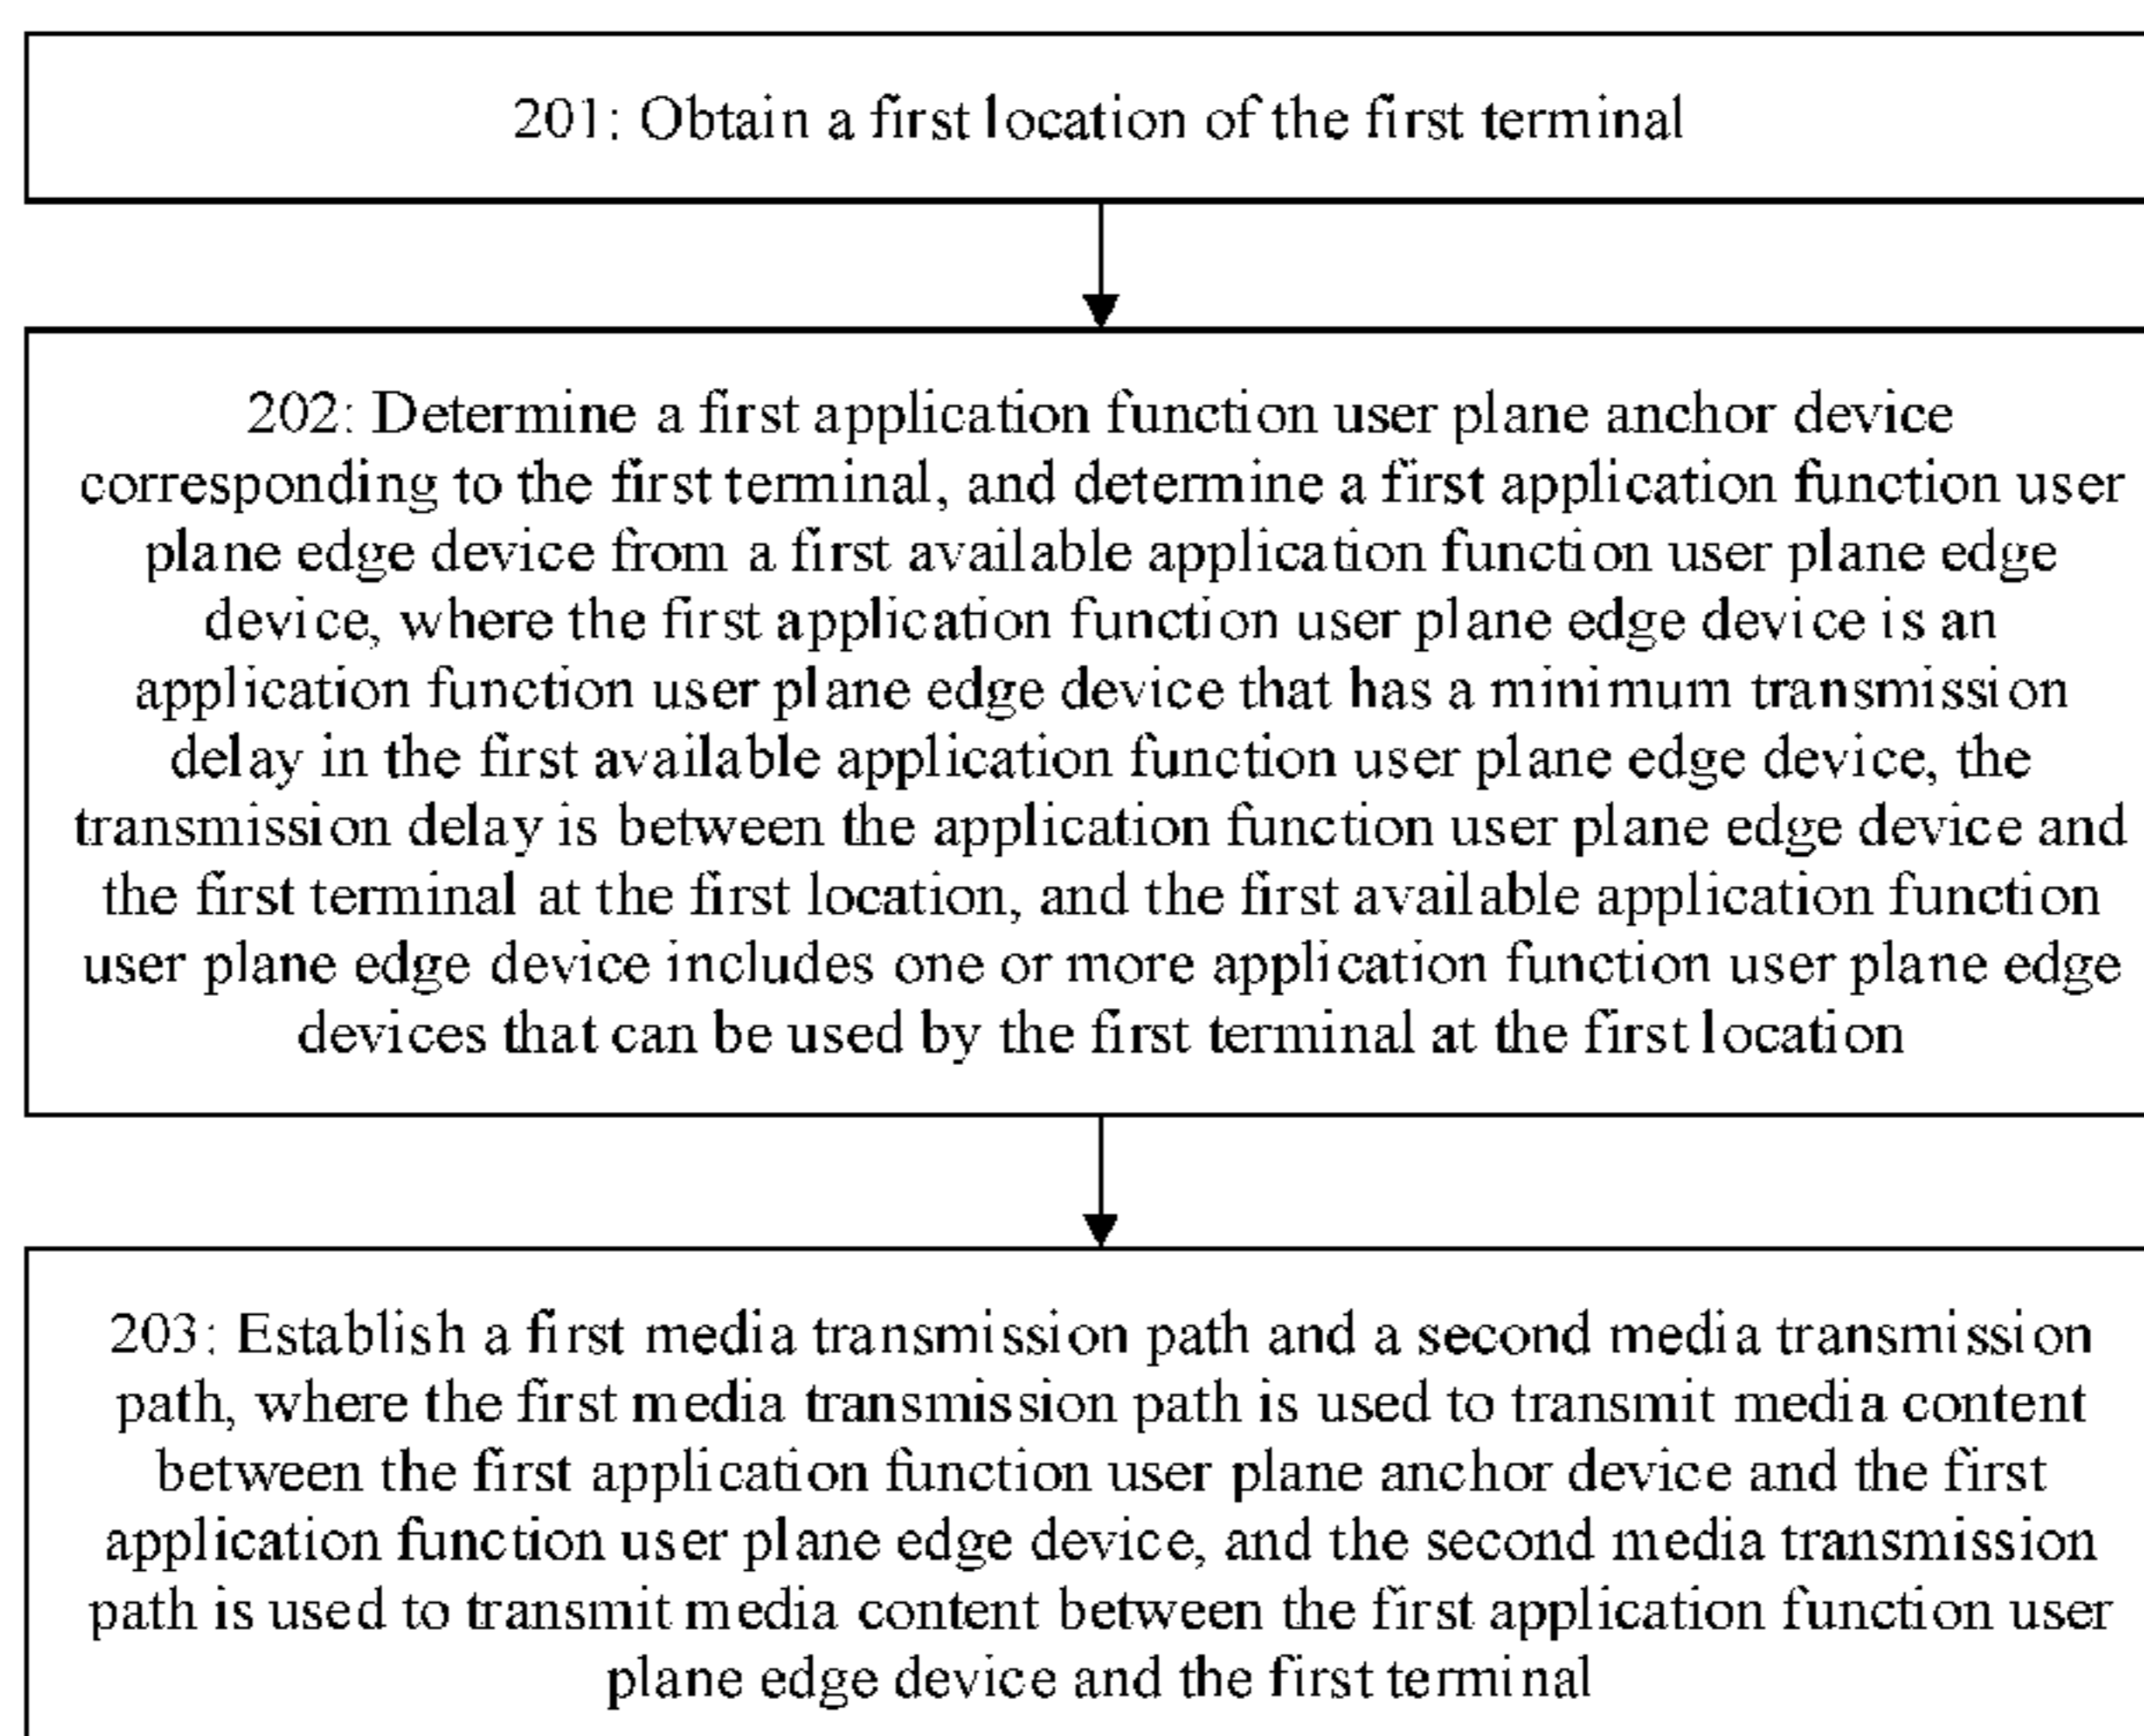 201: Obtain a first location of the first terminal
202: Determine a first application function user plane anchor device
corresponding to the first terminal, and determine a first application function user
plane edge device from a first available application function user plane edge
device, where the first application function user plane edge device is an
application function user plane edge device that has a minimum transmission
delay in the first available application function user plane edge device, the
transmission delay is between the application function user plane edge device and
the first terminal at the first location, and the first available application function
user plane edge device includes one or more application function user plane edge
devices that can be used by the first terminal at the first location
203: Establish a first media transmission path and a second media transmission
path, where the first media transmission path is used to transmit media content
between the first application function user plane anchor device and the first
application function user plane edge device, and the second media transmission
path is used to transmit media content between the first application function user
plane edge device and the first terminal